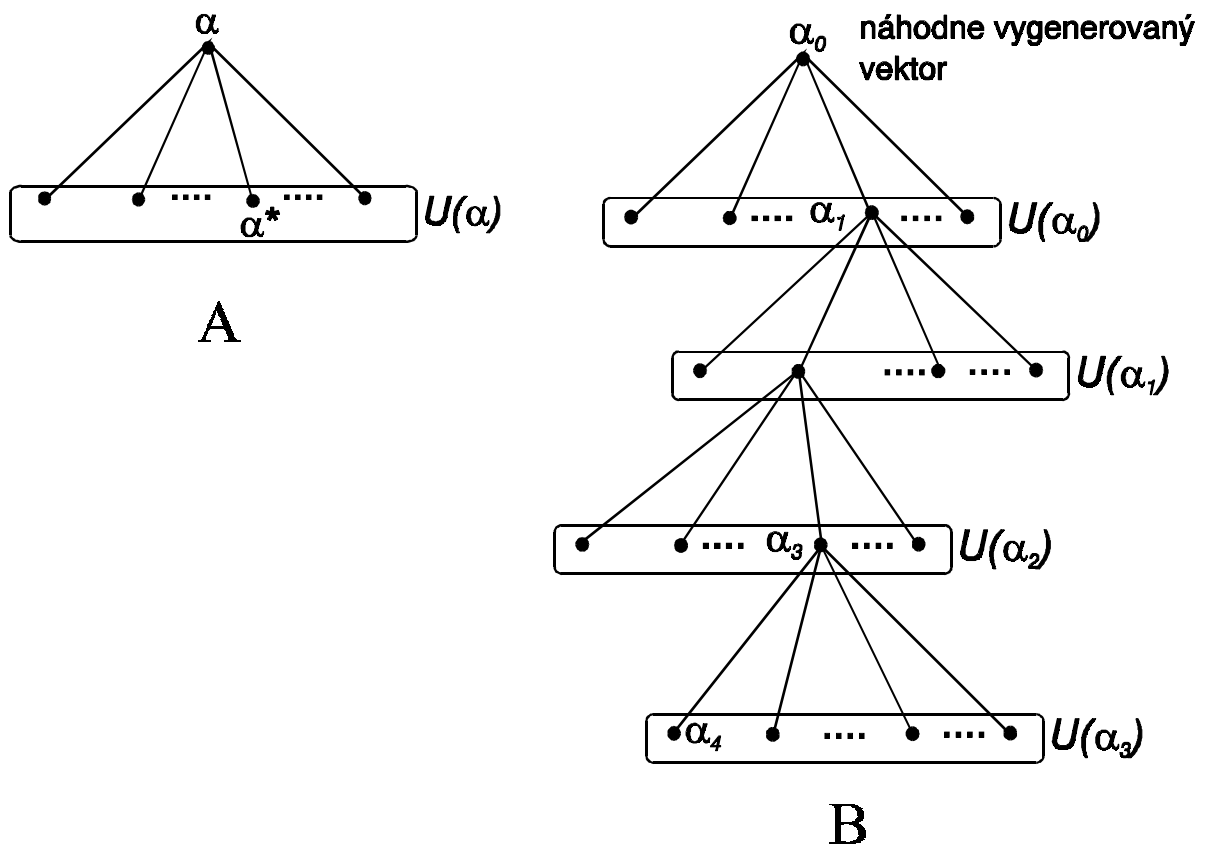 α
α*
U(α)
A
α₀ náhodne vygenerovaný
vektor
α₁
U(α₀)
U(α₁)
α₃
U(α₂)
α₄
U(α₃)
B